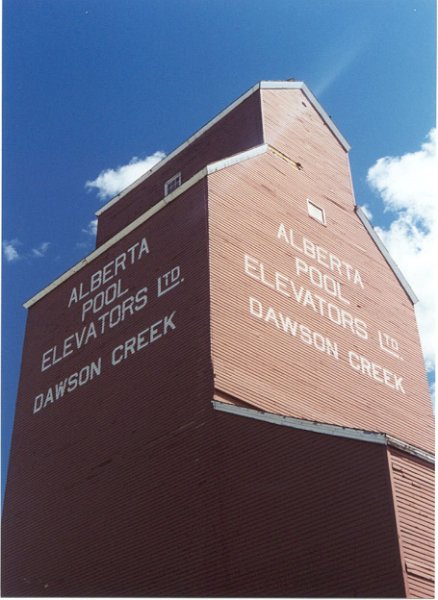 ALBERTA
POOL
ELEVATORS LTD.
DAWSON CREEK
ALBERTA
POOL
ELEVATORS LTD.
DAWSON CREEK